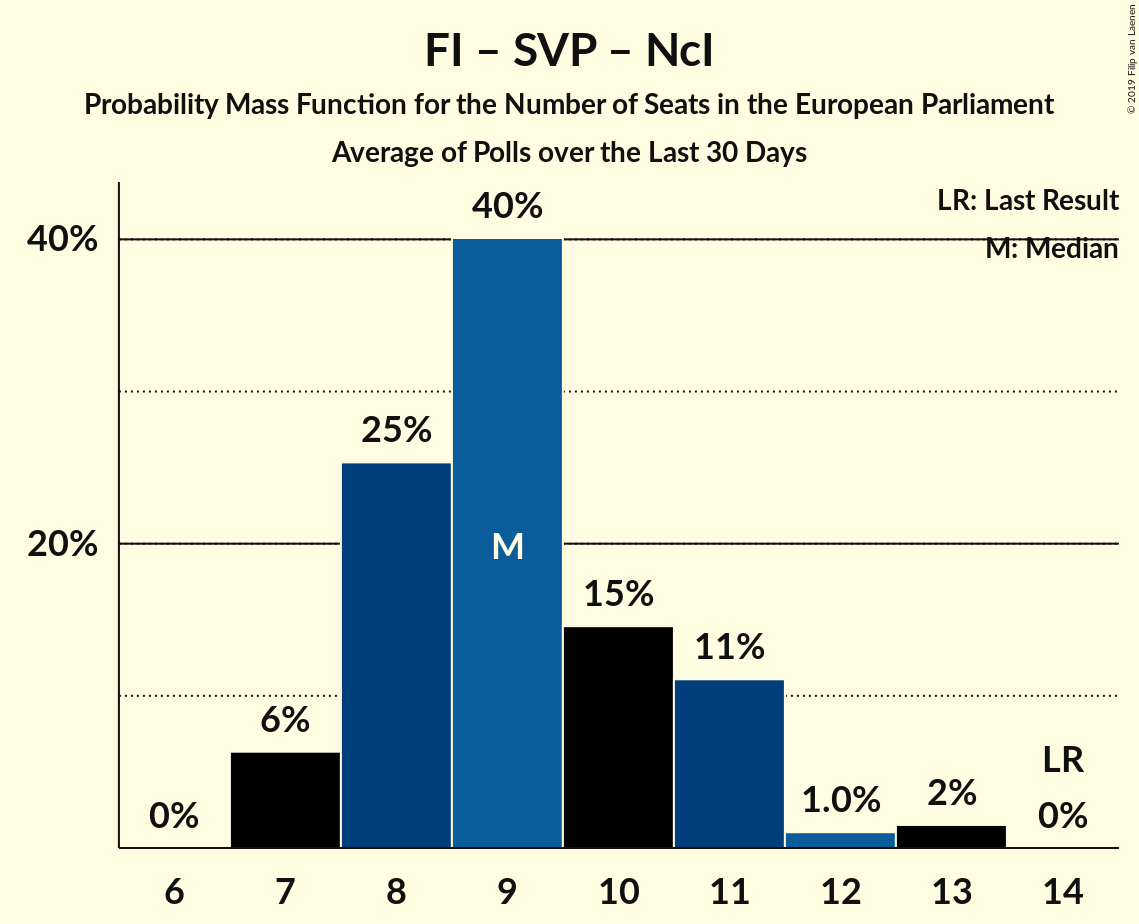 FI – SVP – NcI
Probability Mass Function for the Number of Seats in the European Parliament
Average of Polls over the Last 30 Days
© 2019 Filip van Laenen
LR: Last Result
M: Median
40%
20%
0%
6%
25%
40%
M
15%
11%
1.0%
2%
LR
0%
6 7 8 9 10 11 12 13 14